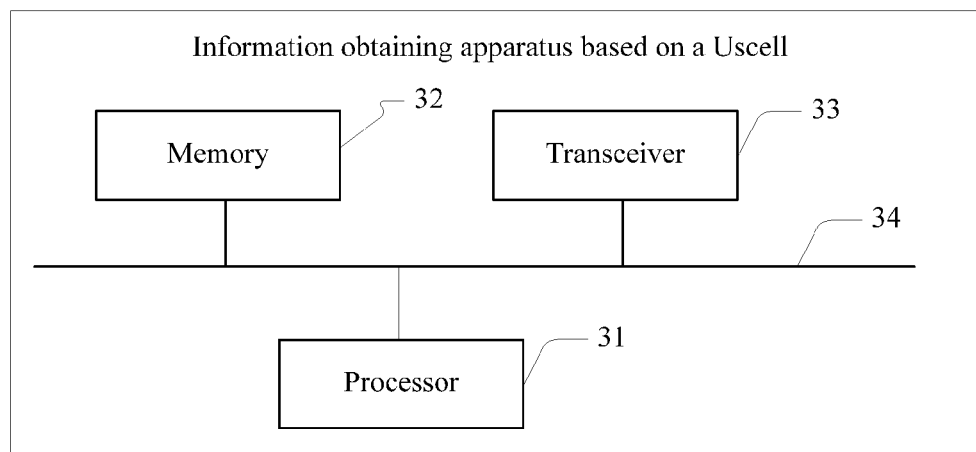 Information obtaining apparatus based on a Uscell
32
33
Memory
Transceiver
34
31
Processor